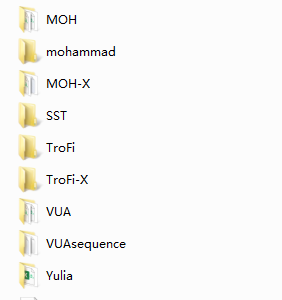 MOH
mohammad
MOH-X
SST
TroFi
TroFi-X
VUA
VUAsequence
Yulia